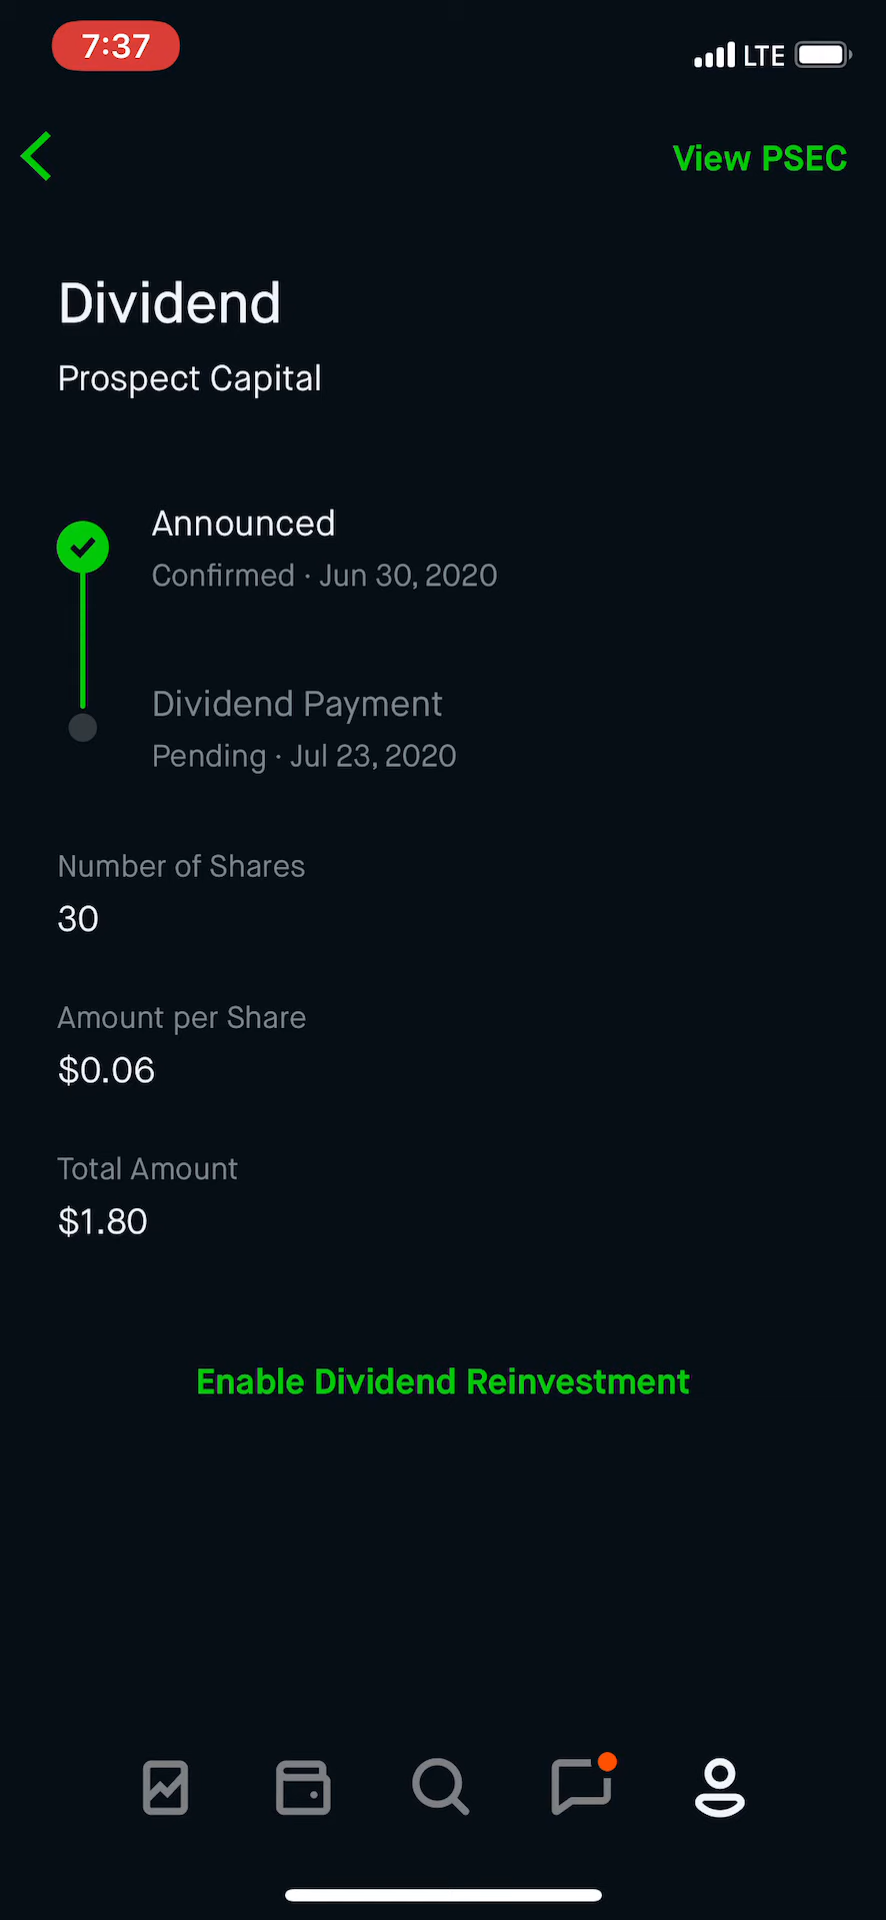 7:37
LTE
View PSEC
Dividend
Prospect Capital
Announced
Confirmed · Jun 30, 2020
Dividend Payment
Pending · Jul 23, 2020
Number of Shares
30
Amount per Share
$0.06
Total Amount
$1.80
Enable Dividend Reinvestment